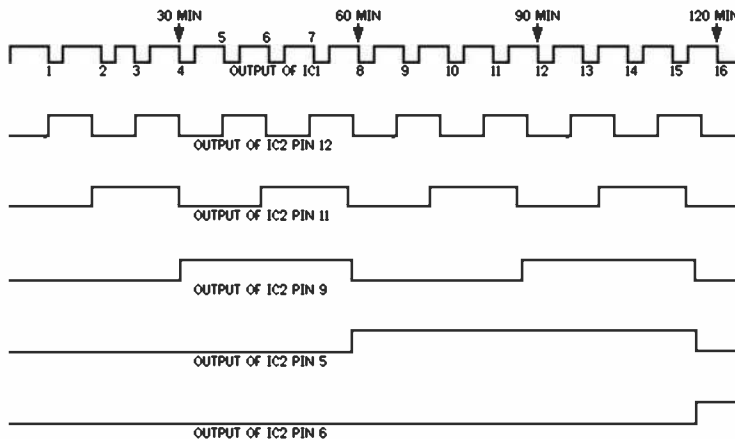 30 MIN 60 MIN 90 MIN 120 MIN
5 6 7
1 2 3 4 OUTPUT OF IC1 8 9 10 11 12 13 14 15 16
OUTPUT OF IC2 PIN 12
OUTPUT OF IC2 PIN 11
OUTPUT OF IC2 PIN 9
OUTPUT OF IC2 PIN 5
OUTPUT OF IC2 PIN 6